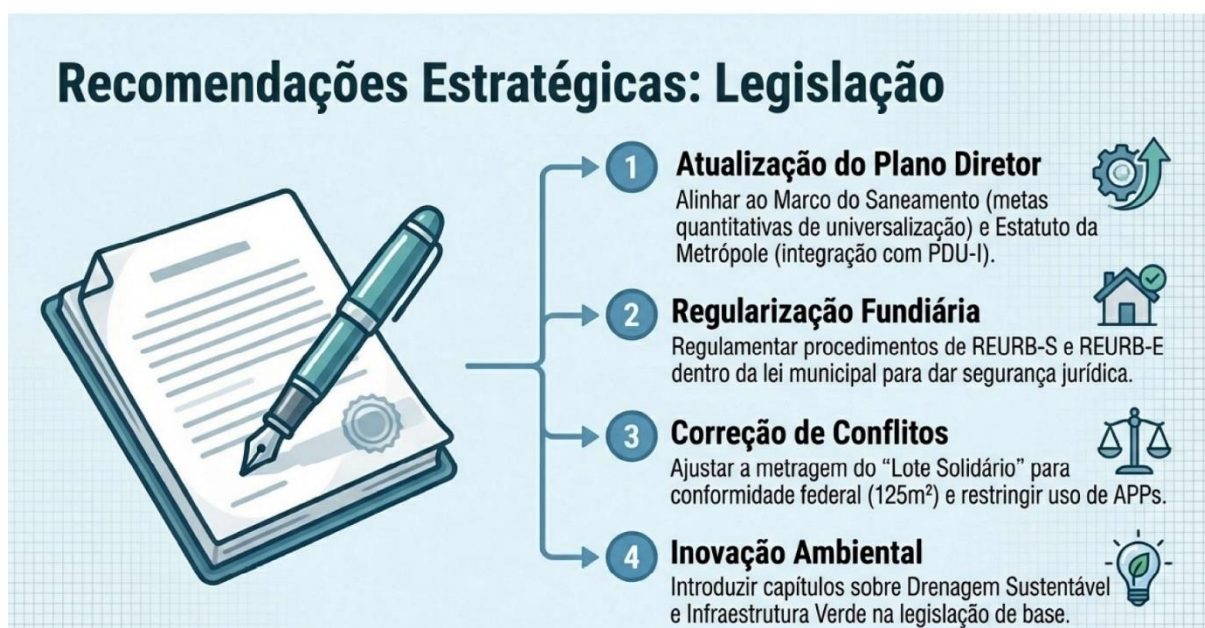 Recomendações Estratégicas: Legislação
1
Atualização do Plano Diretor
Alinhar ao Marco do Saneamento (metas
quantitativas de universalização) e Estatuto da
Metrópole (integração com PDU-I).
2
Regularização Fundiária
Regulamentar procedimentos de REURB-S e REURB-E
dentro da lei municipal para dar segurança jurídica.
3
Correção de Conflitos
Ajustar a metragem do “Lote Solidário” para
conformidade federal (125m²) e restringir uso de APPs.
4
Inovação Ambiental
Introduzir capítulos sobre Drenagem Sustentável
e Infraestrutura Verde na legislação de base.